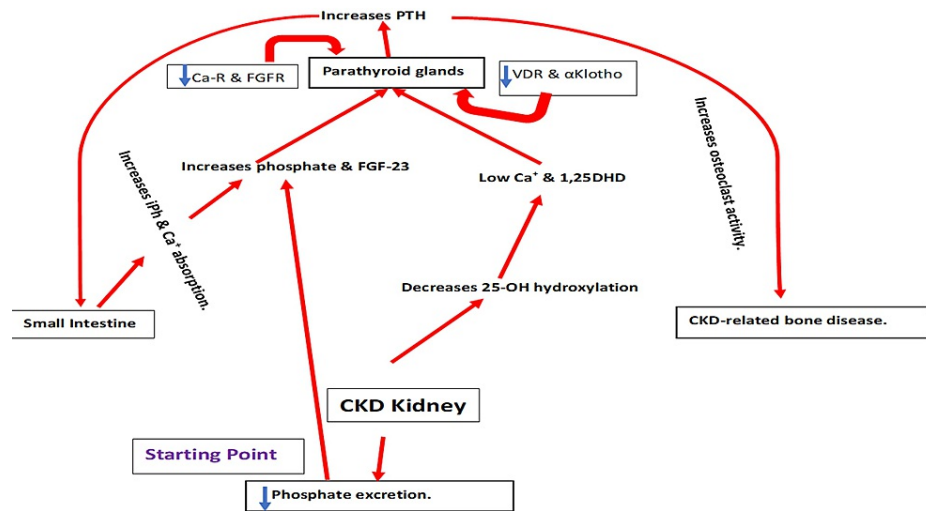 Increases PTH
Ca-R & FGFR
Parathyroid glands
VDR & αKlotho
Increases phosphate & FGF-23
Low Ca⁺ & 1,25DHD
Increases iPh & Ca⁺ absorption.
Increases osteoclast activity.
Decreases 25-OH hydroxylation
Small Intestine
CKD-related bone disease.
CKD Kidney
Starting Point
Phosphate excretion.